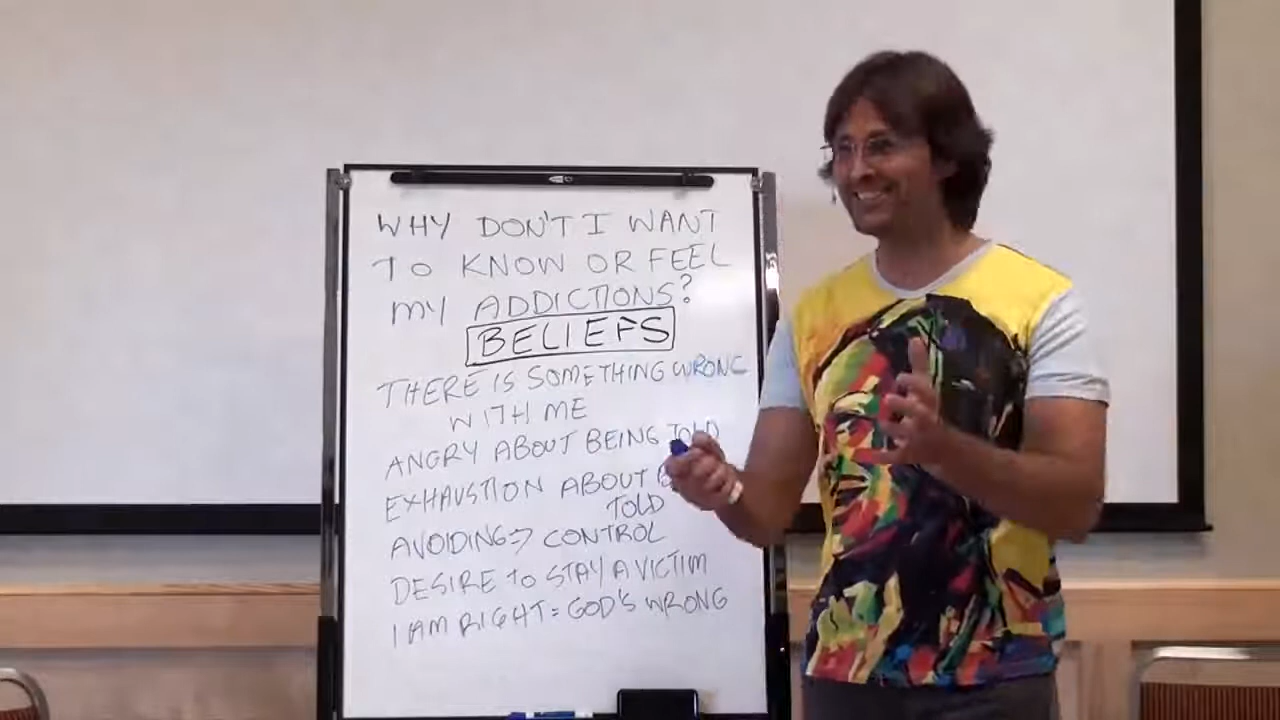 WHY DON'T I WANT
TO KNOW OR FEEL
MY ADDICTIONS?
BELIEFS
THERE IS SOMETHING WRONG
WITH ME
ANGRY ABOUT BEING TOLD
EXHAUSTION ABOUT
TOLD
AVOIDING => CONTROL
DESIRE TO STAY A VICTIM
I AM RIGHT = GOD'S WRONG